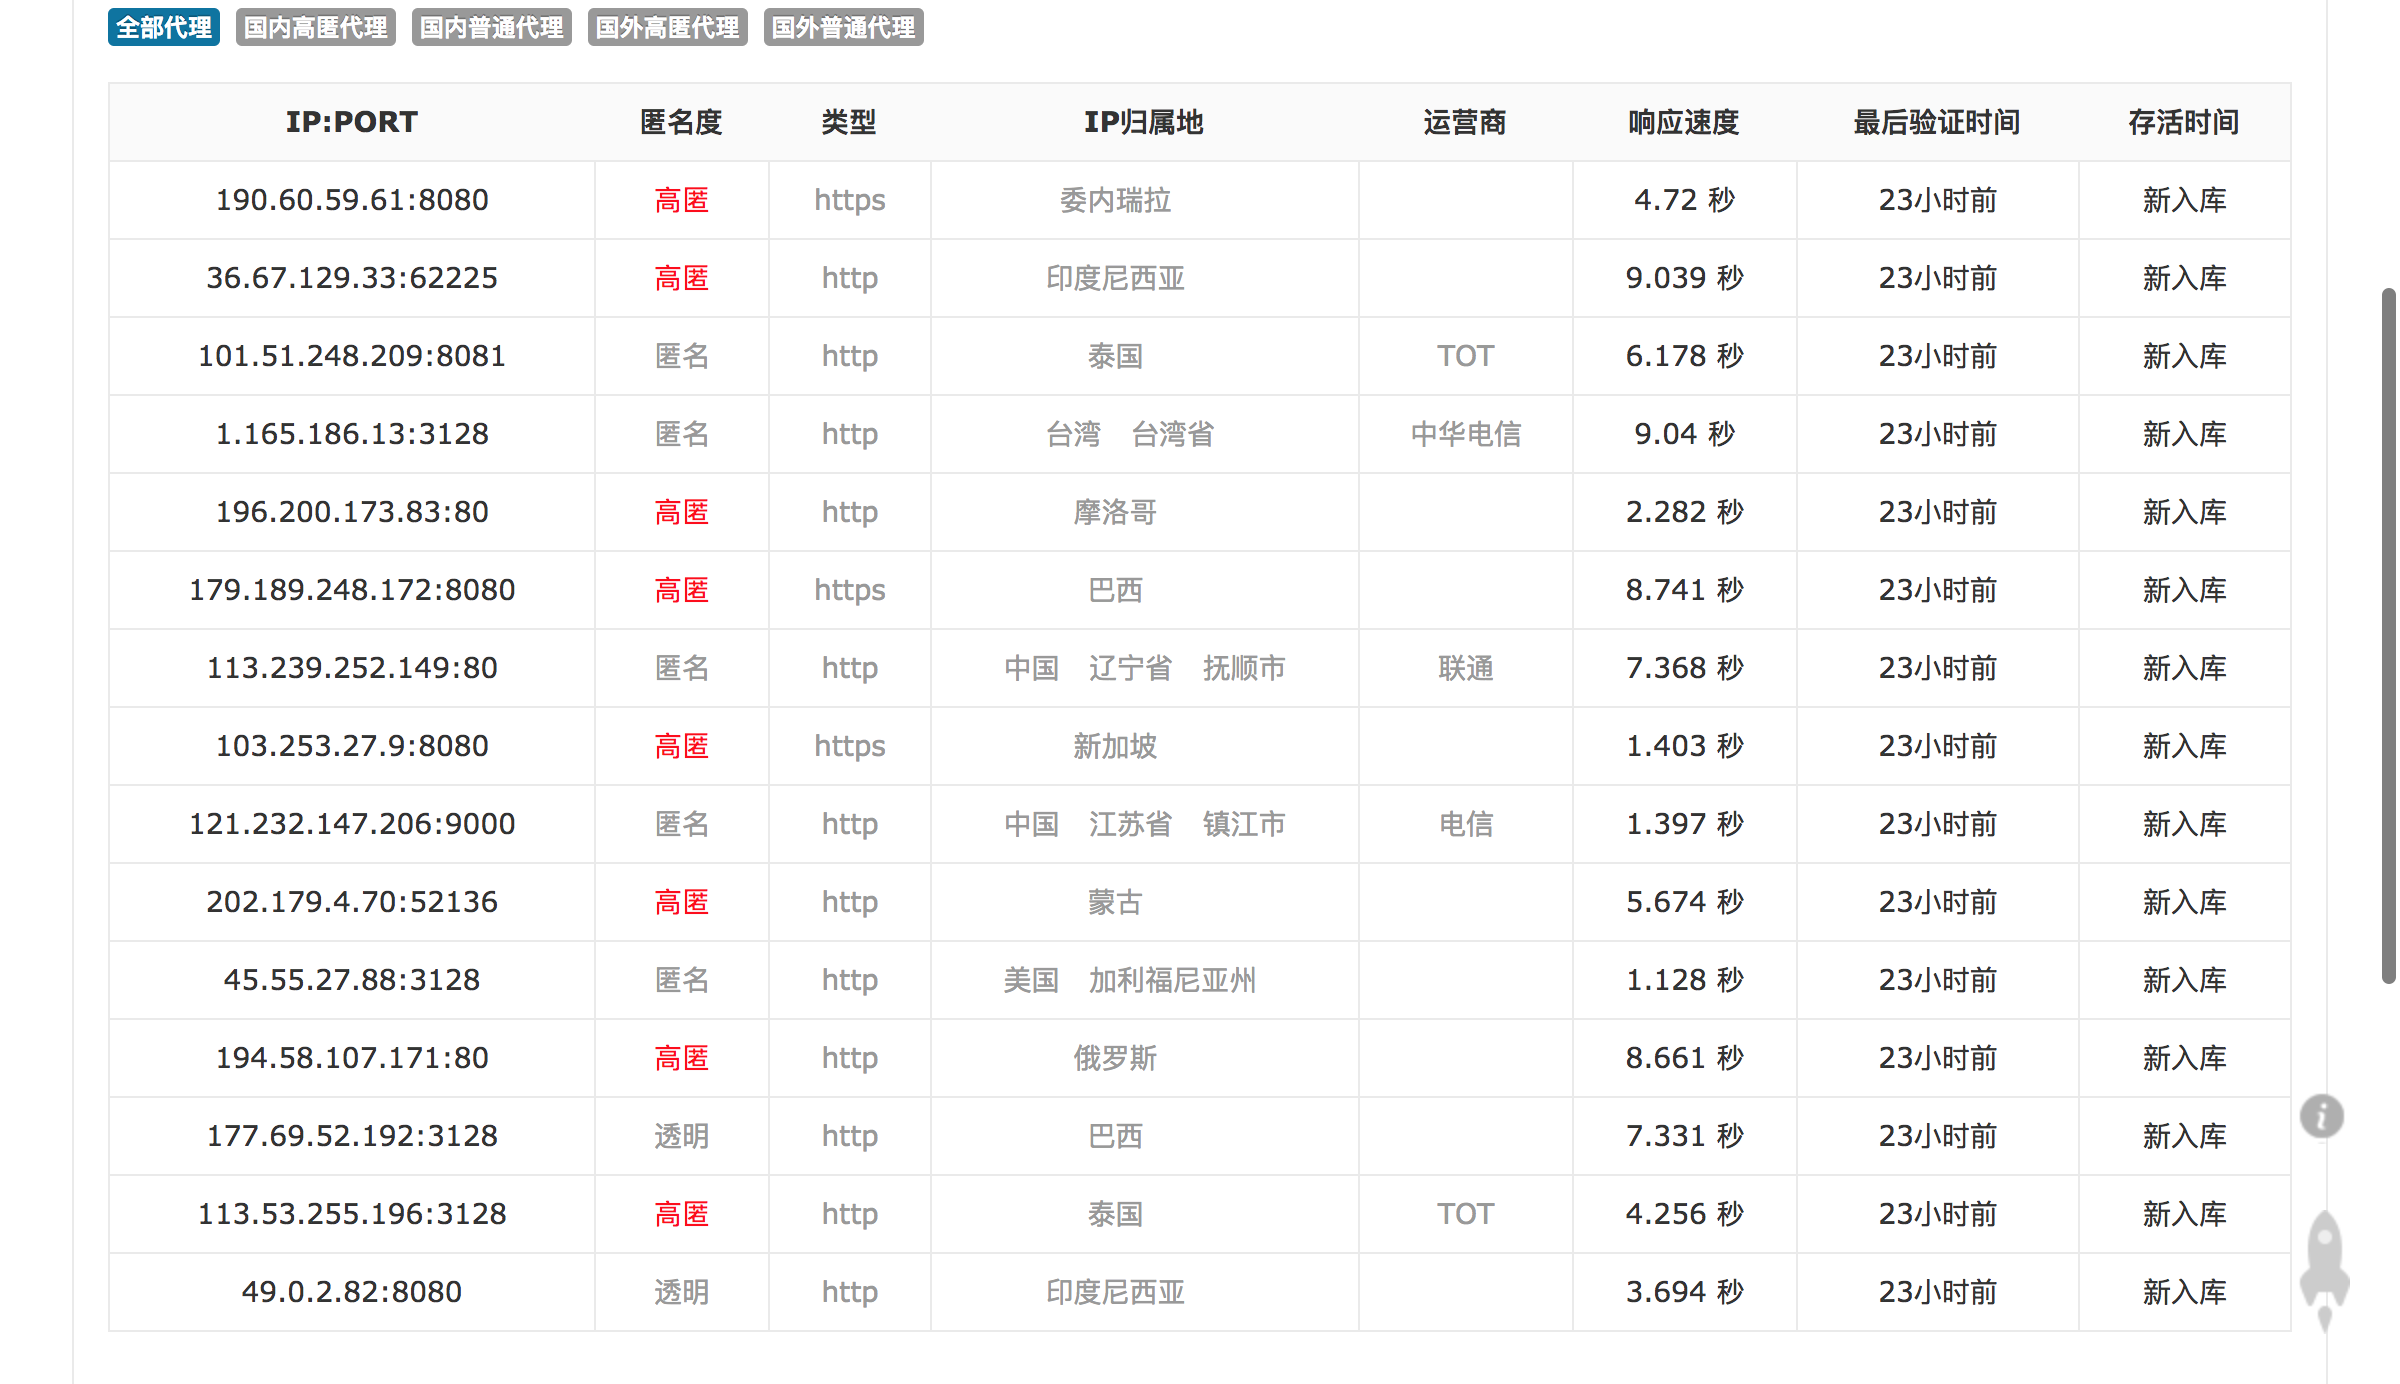 全部代理 国内高匿代理 国内普通代理 国外高匿代理 国外普通代理
IP:PORT 匿名度 类型 IP归属地 运营商 响应速度 最后验证时间 存活时间
190.60.59.61:8080 高匿 https 委内瑞拉 4.72 秒 23小时前 新入库
36.67.129.33:62225 高匿 http 印度尼西亚 9.039 秒 23小时前 新入库
101.51.248.209:8081 匿名 http 泰国 TOT 6.178 秒 23小时前 新入库
1.165.186.13:3128 匿名 http 台湾 台湾省 中华电信 9.04 秒 23小时前 新入库
196.200.173.83:80 高匿 http 摩洛哥 2.282 秒 23小时前 新入库
179.189.248.172:8080 高匿 https 巴西 8.741 秒 23小时前 新入库
113.239.252.149:80 匿名 http 中国 辽宁省 抚顺市 联通 7.368 秒 23小时前 新入库
103.253.27.9:8080 高匿 https 新加坡 1.403 秒 23小时前 新入库
121.232.147.206:9000 匿名 http 中国 江苏省 镇江市 电信 1.397 秒 23小时前 新入库
202.179.4.70:52136 高匿 http 蒙古 5.674 秒 23小时前 新入库
45.55.27.88:3128 匿名 http 美国 加利福尼亚州 1.128 秒 23小时前 新入库
194.58.107.171:80 高匿 http 俄罗斯 8.661 秒 23小时前 新入库
177.69.52.192:3128 透明 http 巴西 7.331 秒 23小时前 新入库
113.53.255.196:3128 高匿 http 泰国 TOT 4.256 秒 23小时前 新入库
49.0.2.82:8080 透明 http 印度尼西亚 3.694 秒 23小时前 新入库